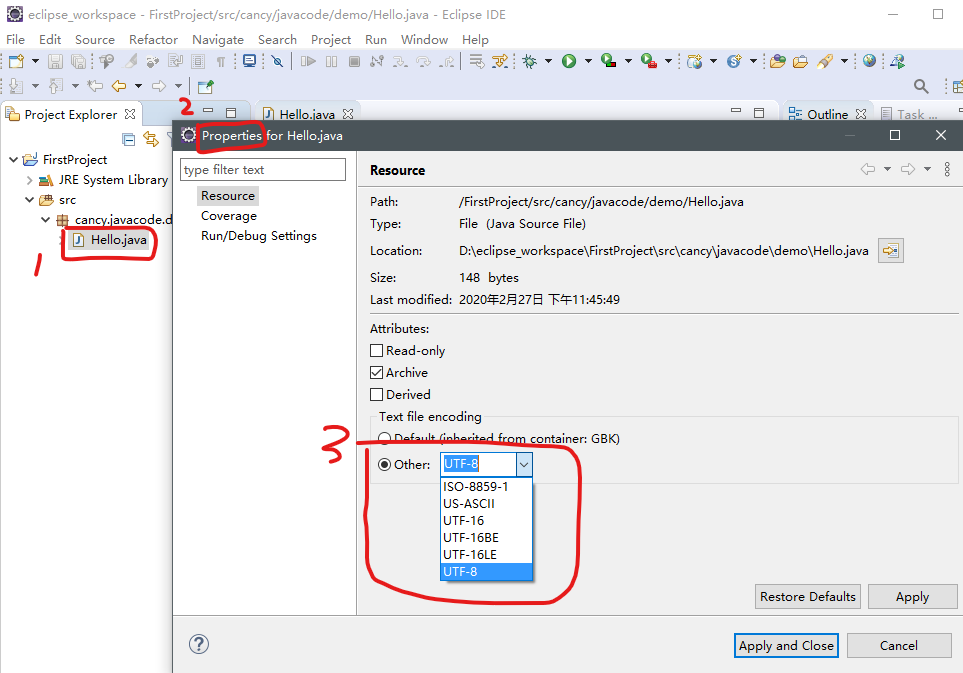 eclipse_workspace - FirstProject/src/cancy/javacode/demo/Hello.java - Eclipse IDE
File Edit Source Refactor Navigate Search Project Run Window Help
Project Explorer
2
Hello.java
Outline
Task ...
Properties for Hello.java
FirstProject
JRE System Library
src
cancy.javacode.d
Hello.java
1
type filter text
Resource
Coverage
Run/Debug Settings
Resource
Path: /FirstProject/src/cancy/javacode/demo/Hello.java
Type: File (Java Source File)
Location: D:\eclipse_workspace\FirstProject\src\cancy\javacode\demo\Hello.java
Size: 148 bytes
Last modified: 2020年2月27日 下午11:45:49
Attributes:
Read-only
Archive
Derived
Text file encoding
3
Default (inherited from container: GBK)
Other: UTF-8
ISO-8859-1
US-ASCII
UTF-16
UTF-16BE
UTF-16LE
UTF-8
Restore Defaults Apply
? Apply and Close Cancel